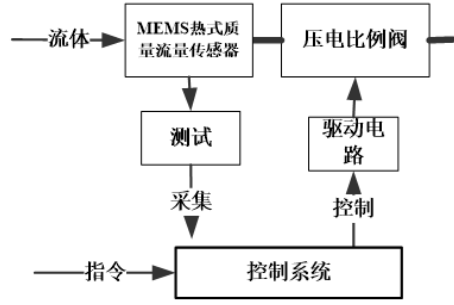 流体
MEMS热式质
量流量传感器
压电比例阀
测试
驱动电
路
采集
控制
指令
控制系统